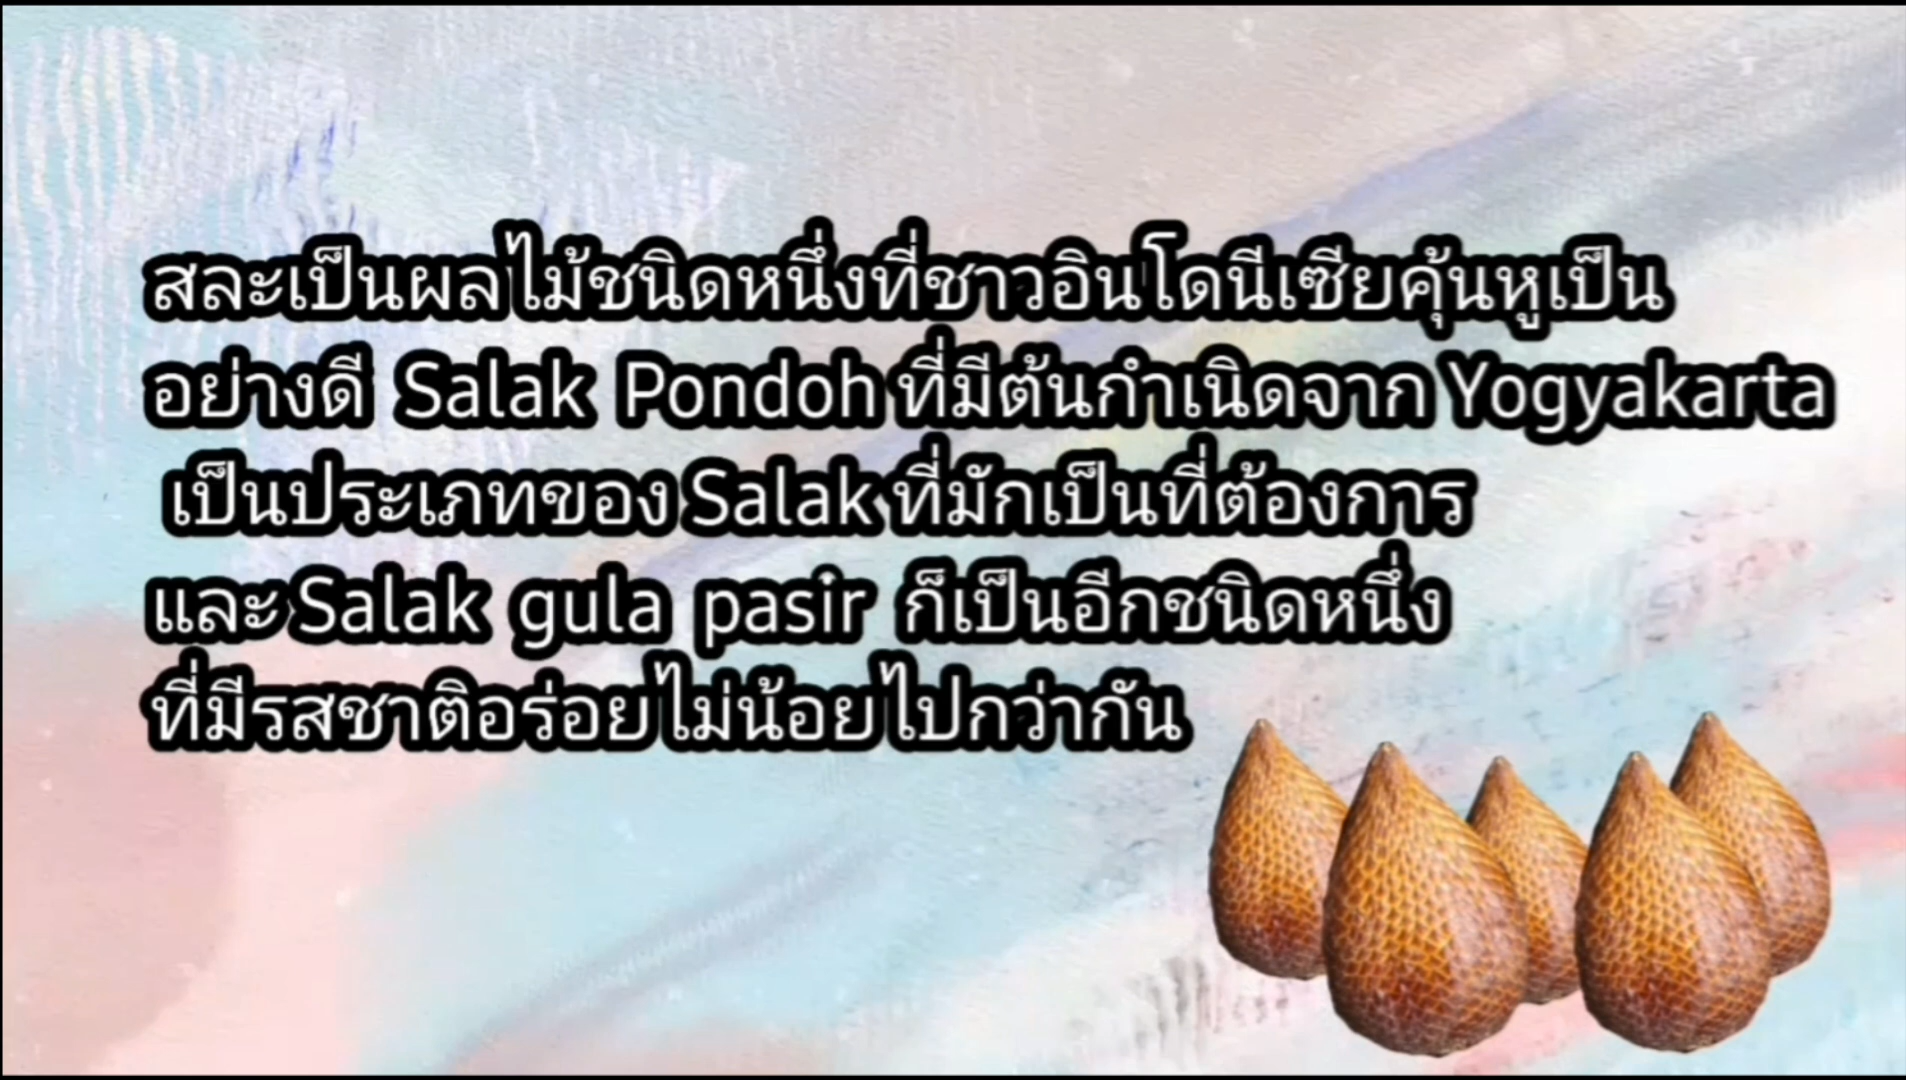 สละเป็นผลไม้ชนิดหนึ่งที่ชาวอินโดนีเซียคุ้นหูเป็น
อย่างดี Salak Pondoh ที่มีต้นกำเนิดจาก Yogyakarta
เป็นประเภทของ Salak ที่มักเป็นที่ต้องการ
และ Salak gula pasir ก็เป็นอีกชนิดหนึ่ง
ที่มีรสชาติอร่อยไม่น้อยไปกว่ากัน